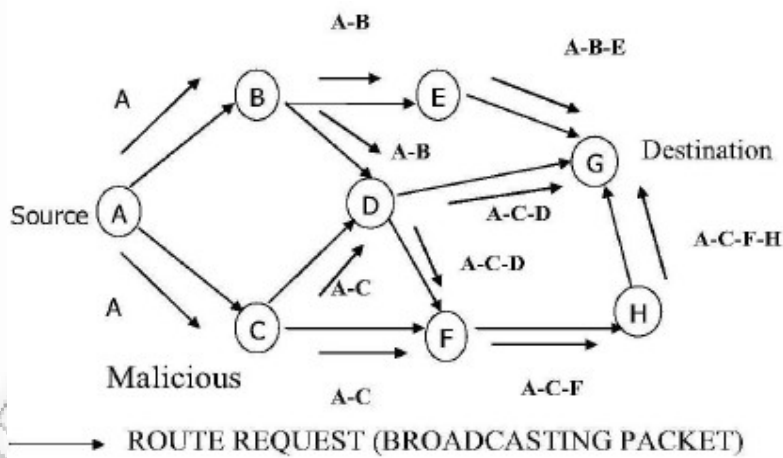 A-B
A-B-E
A
B
E
A-B
G
Destination
Source
A
D
A-C-D
A-C-D
A-C-F-H
A
A-C
C
F
H
Malicious
A-C
A-C-F
ROUTE REQUEST (BROADCASTING PACKET)